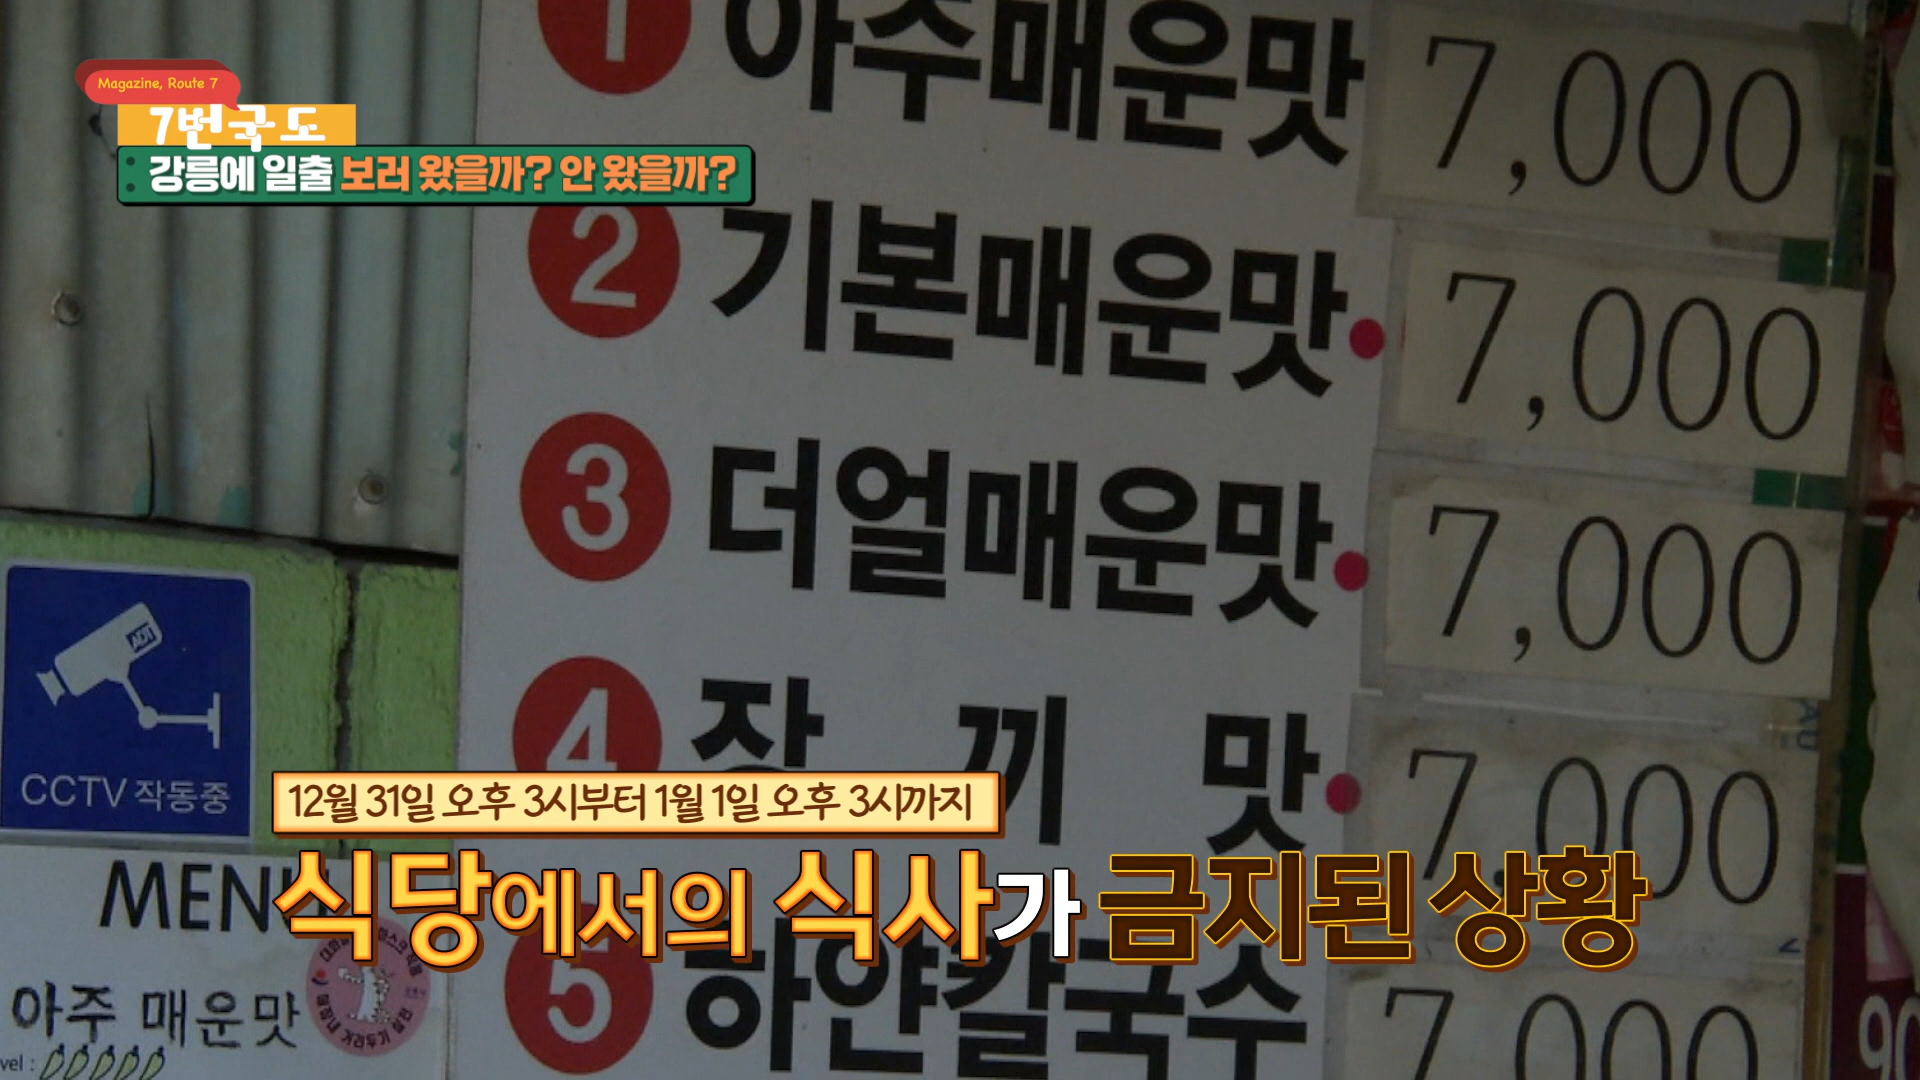 Magazine, Route 7
7번국도
강릉에 일출 보러 왔을까? 안 왔을까?
1 아주매운맛 7,000
2 기본매운맛 7,000
3 더얼매운맛 7,000
4 장끼맛 7,000
5 하얀칼국수 7,000
ADT
CCTV 작동중
12월 31일 오후 3시부터 1월 1일 오후 3시까지
식당에서의 식사가 금지된 상황
MENU
아주 매운맛